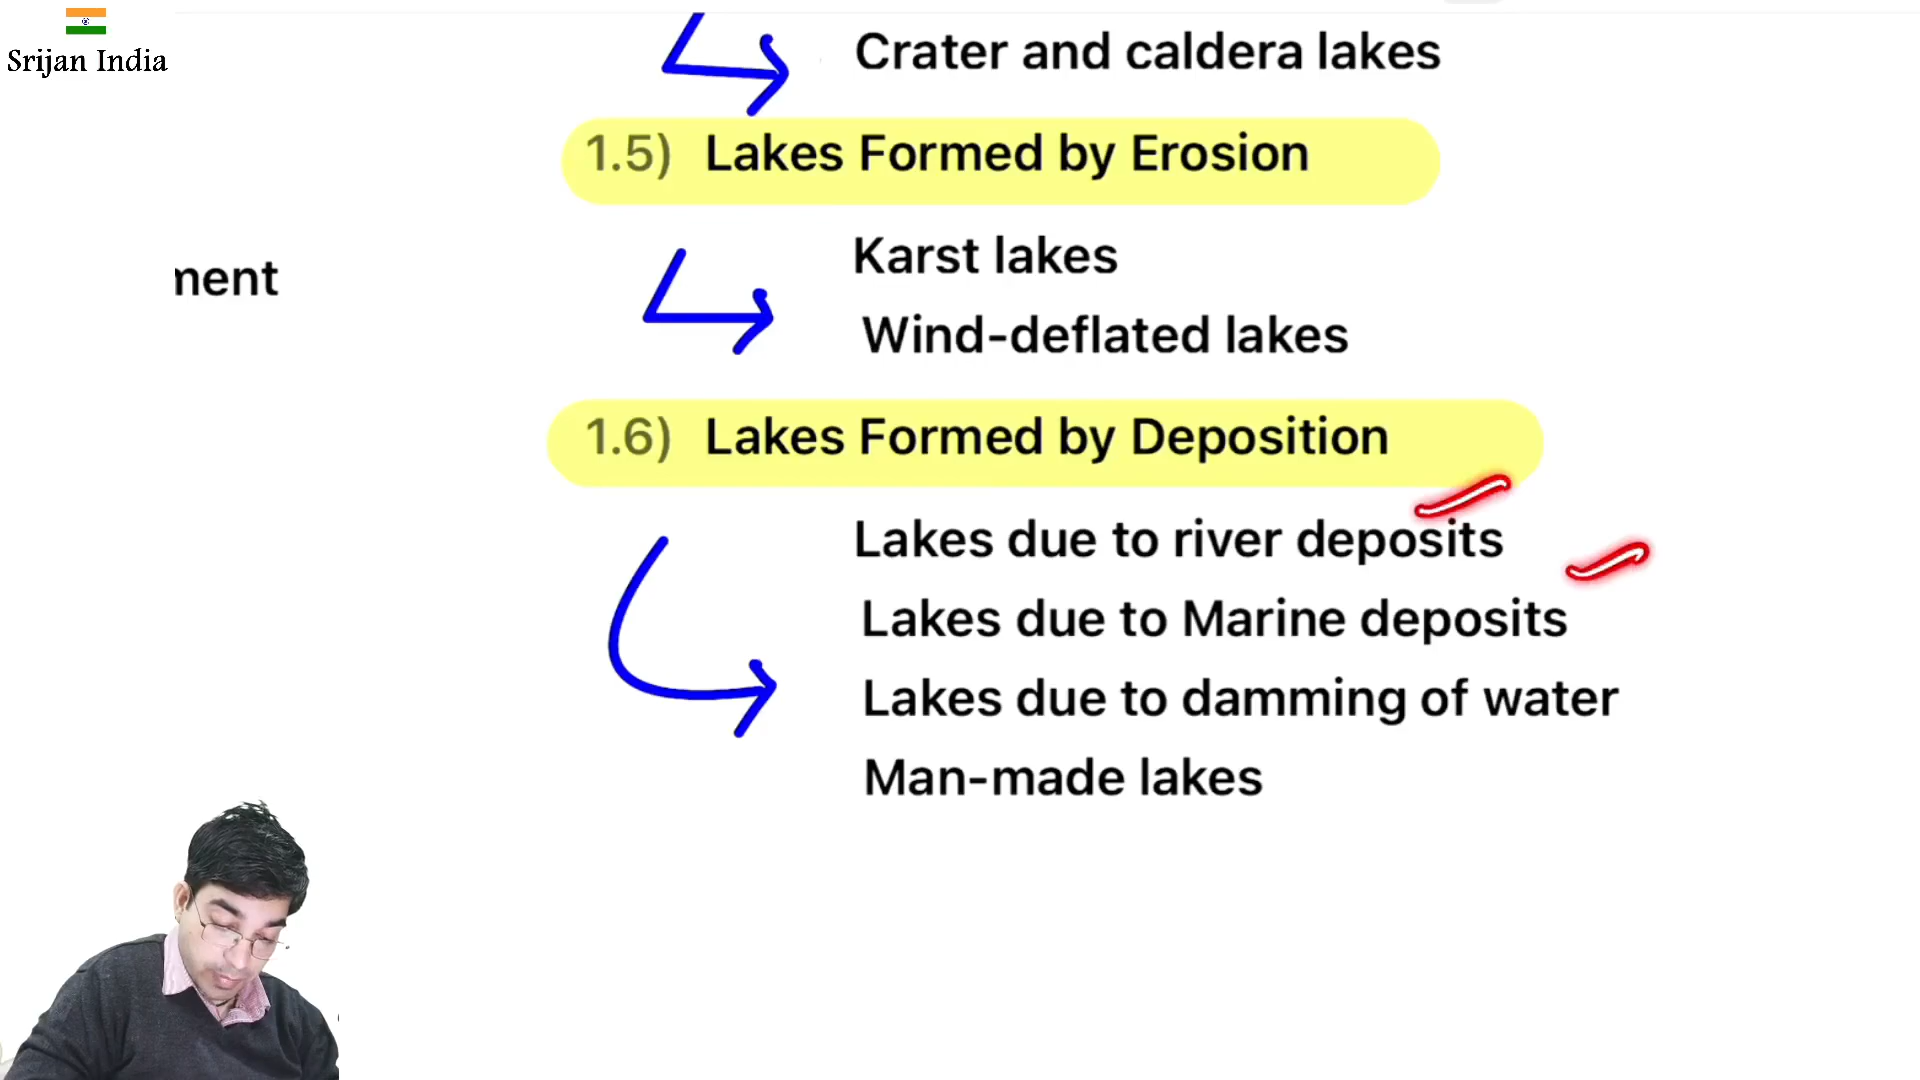 Srijan India
Crater and caldera lakes
1.5) Lakes Formed by Erosion
Karst lakes
ment
Wind-deflated lakes
1.6) Lakes Formed by Deposition
Lakes due to river deposits
Lakes due to Marine deposits
Lakes due to damming of water
Man-made lakes